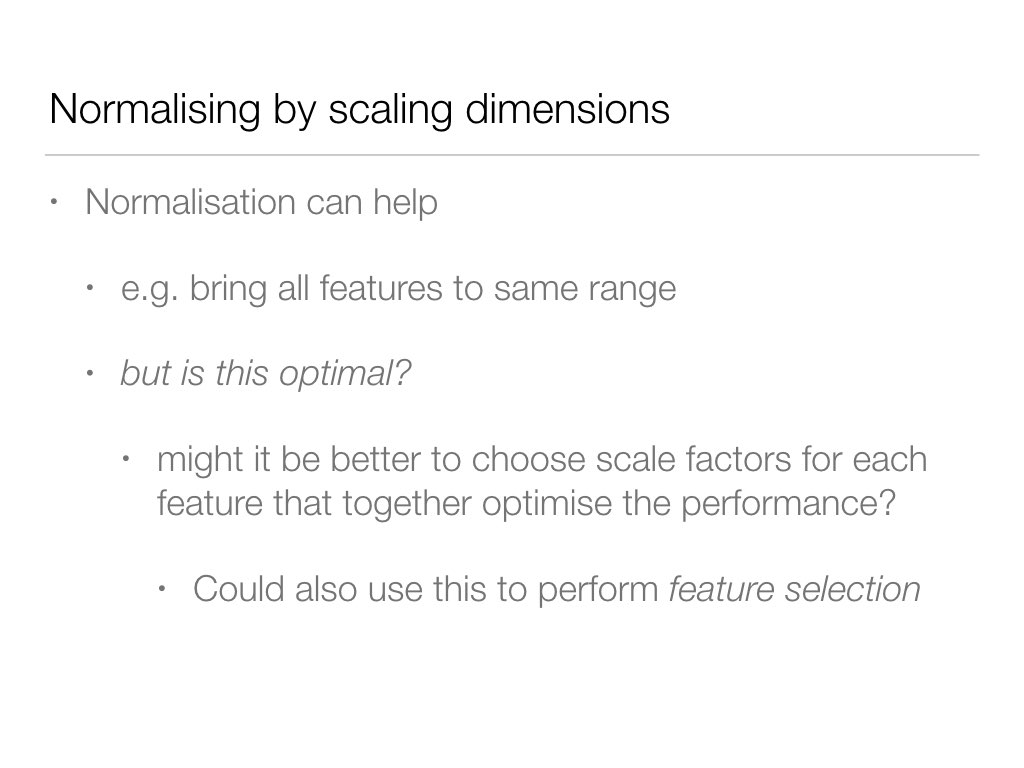 Normalising by scaling dimensions
• Normalisation can help
• e.g. bring all features to same range
• but is this optimal?
• might it be better to choose scale factors for each
feature that together optimise the performance?
• Could also use this to perform feature selection